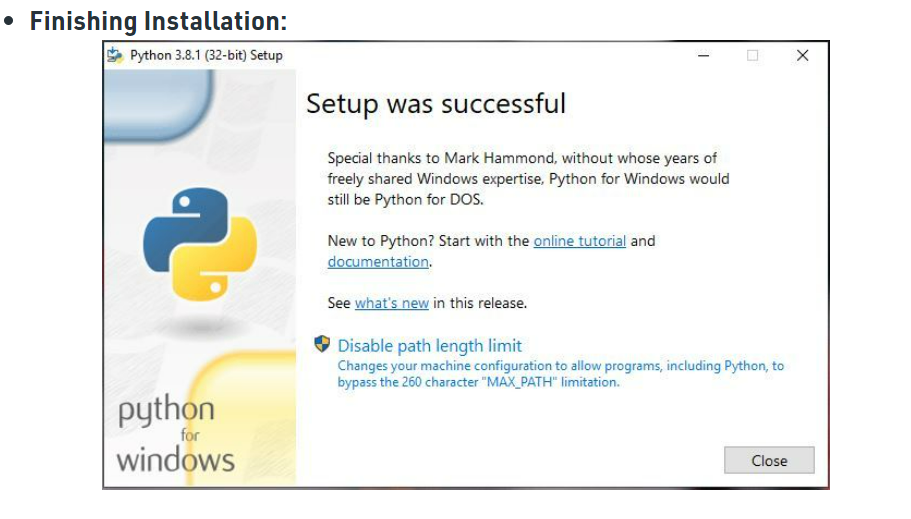 • Finishing Installation:
Python 3.8.1 (32-bit) Setup
Setup was successful
Special thanks to Mark Hammond, without whose years of
freely shared Windows expertise, Python for Windows would
still be Python for DOS.
New to Python? Start with the online tutorial and
documentation.
See what's new in this release.
Disable path length limit
Changes your machine configuration to allow programs, including Python, to
bypass the 260 character "MAX_PATH" limitation.
python
for
windows
Close